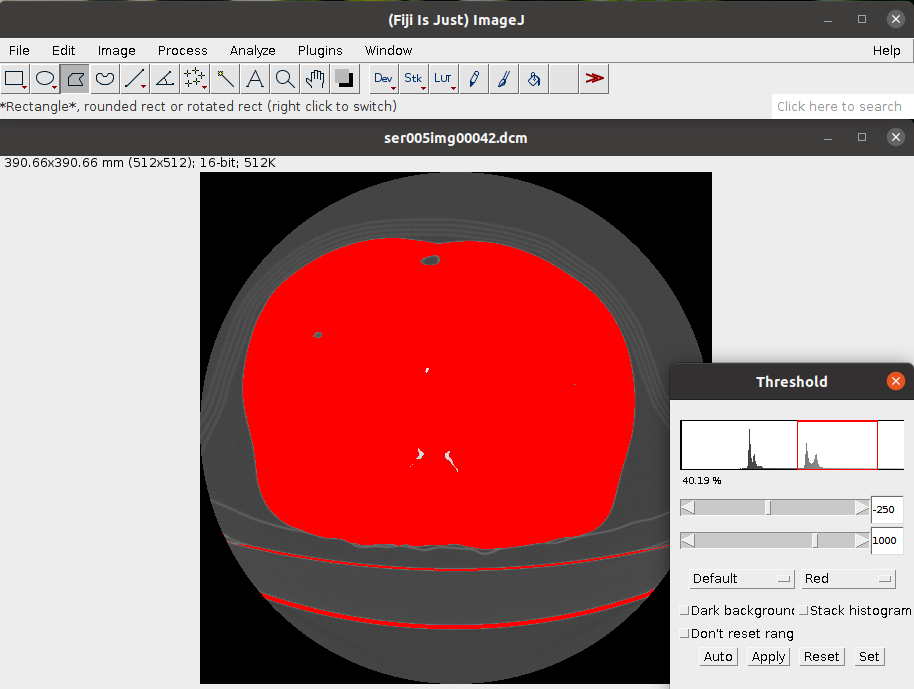 (Fiji Is Just) ImageJ
File Edit Image Process Analyze Plugins Window Help
Dev Stk LUT
*Rectangle*, rounded rect or rotated rect (right click to switch)
Click here to search
ser005img00042.dcm
390.66x390.66 mm (512x512); 16-bit; 512K
Threshold
40.19 %
-250
1000
Default Red
Dark background Stack histogram
Don't reset rang
Auto Apply Reset Set